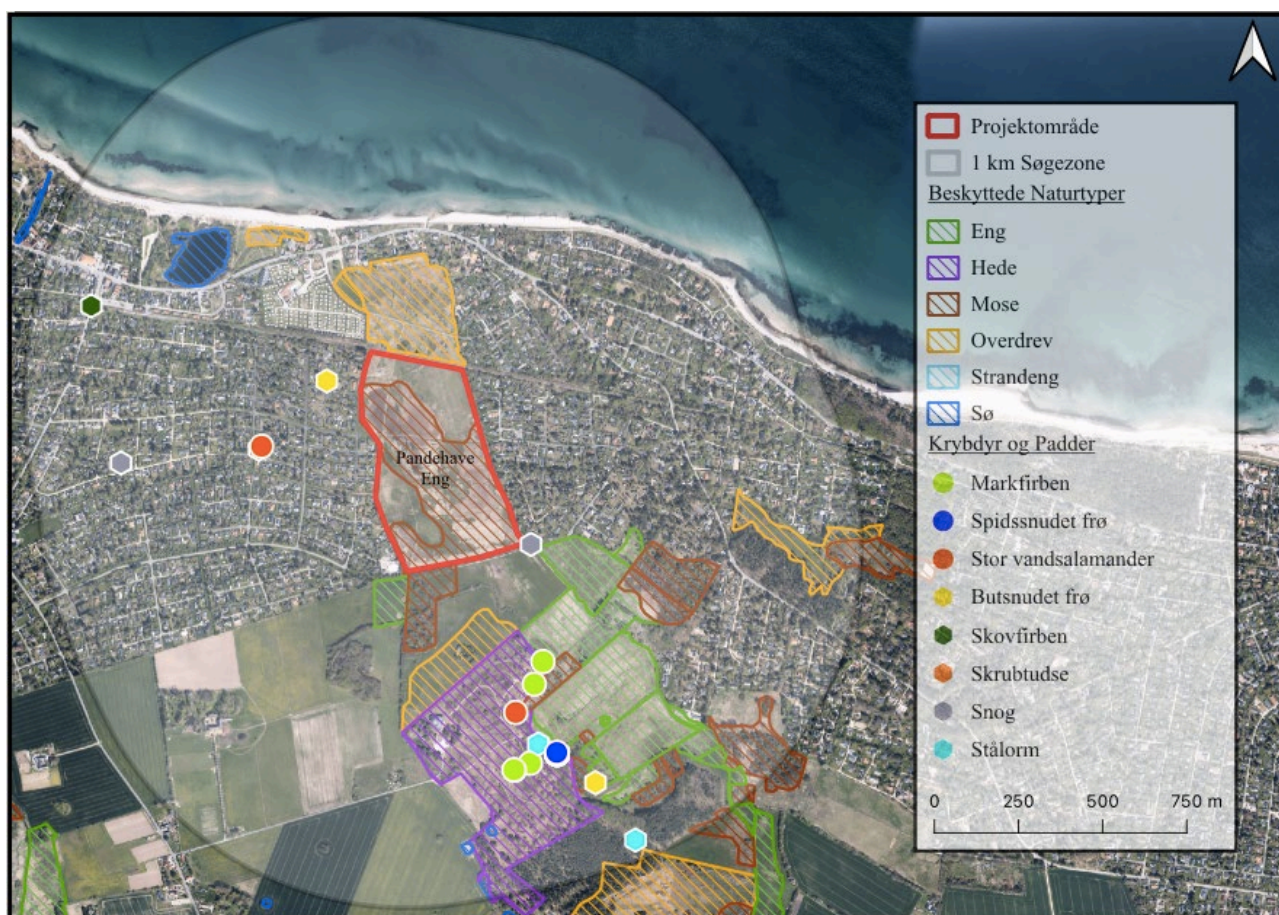 Projektområde
1 km Søgezone
Beskyttede Naturtyper
Eng
Hede
Mose
Overdrev
Strandeng
Sø
Krybdyr og Padder
Markfirben
Spidssnudet frø
Stor vandsalamander
Butsnudet frø
Skovfirben
Skrubtudse
Snog
Stålorm
0 250 500 750 m
Pandehave
Eng